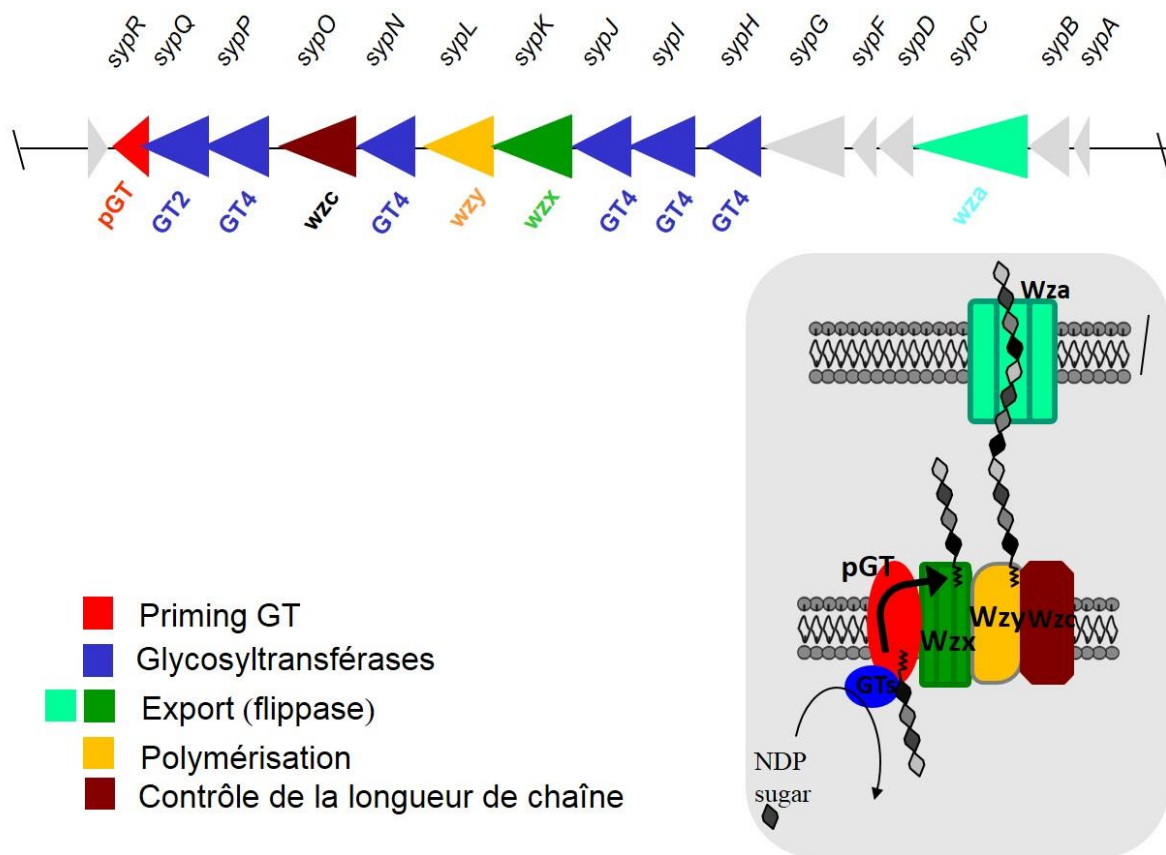 sypR sypQ sypP sypO sypN sypL sypK sypJ sypI sypH sypG sypF sypD sypC sypB sypA
pGT GT2 GT4 wzc GT4 wzy wzx GT4 GT4 GT4 wza
Wza
pGT
Wzx Wzy Wzc
GTs
NDP
sugar
Priming GT
Glycosyltransférases
Export (flippase)
Polymérisation
Contrôle de la longueur de chaîne